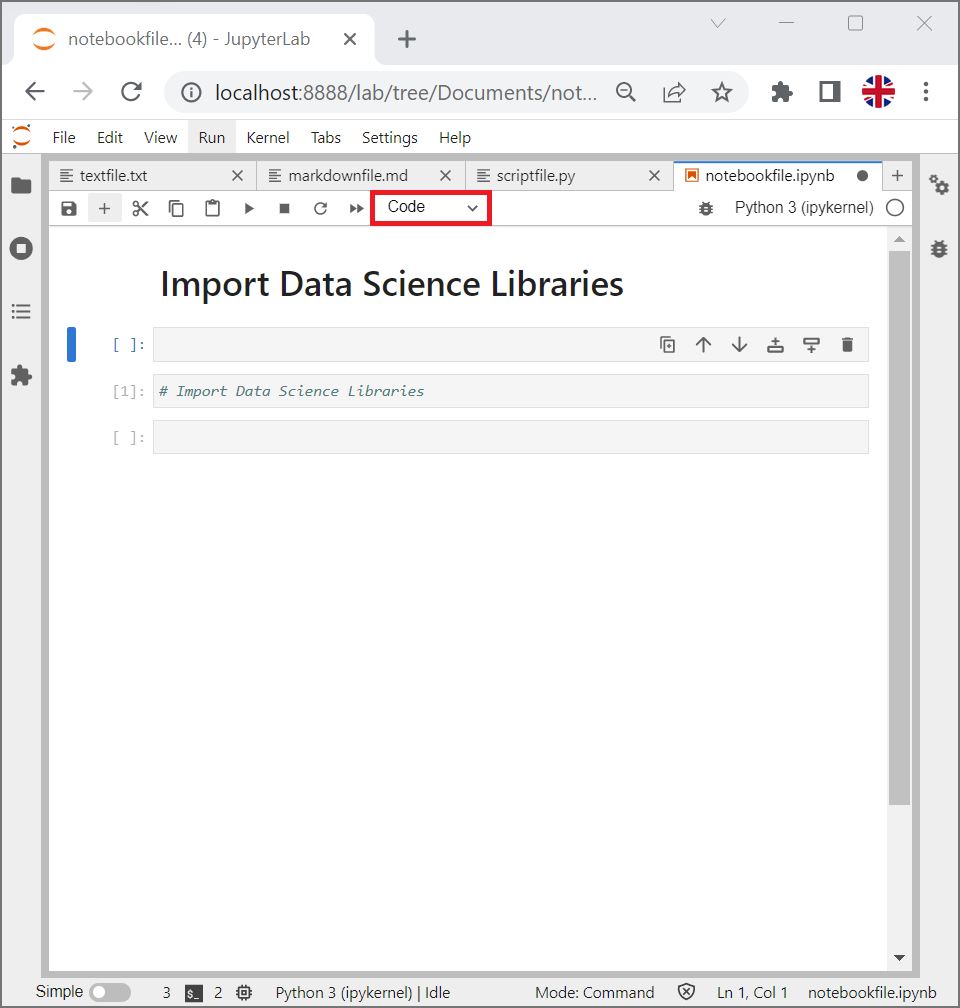 notebookfile... (4) - JupyterLab
localhost:8888/lab/tree/Documents/not...
File Edit View Run Kernel Tabs Settings Help
textfile.txt markdownfile.md scriptfile.py notebookfile.ipynb
Code Python 3 (ipykernel)
Import Data Science Libraries
[ ]:
[1]: # Import Data Science Libraries
[ ]:
Simple 3 $_ 2 Python 3 (ipykernel) | Idle Mode: Command Ln 1, Col 1 notebookfile.ipynb